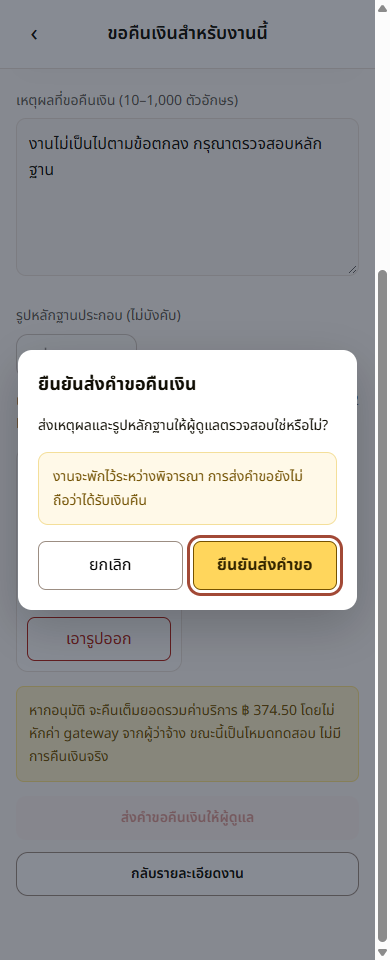 ขอคืนเงินสำหรับงานนี้
เหตุผลที่ขอคืนเงิน (10–1,000 ตัวอักษร)
งานไม่เป็นไปตามข้อตกลง กรุณาตรวจสอบหลัก
ฐาน
รูปหลักฐานประกอบ (ไม่บังคับ)
ยืนยันส่งคำขอคืนเงิน
ส่งเหตุผลและรูปหลักฐานให้ผู้ดูแลตรวจสอบใช่หรือไม่?
งานจะพักไว้ระหว่างพิจารณา การส่งคำขอยังไม่
ถือว่าได้รับเงินคืน
ยกเลิก
ยืนยันส่งคำขอ
เอารูปออก
หากอนุมัติ จะคืนเต็มยอดรวมค่าบริการ ฿ 374.50 โดยไม่
หักค่า gateway จากผู้ว่าจ้าง ขณะนี้เป็นโหมดทดสอบ ไม่มี
การคืนเงินจริง
ส่งคำขอคืนเงินให้ผู้ดูแล
กลับรายละเอียดงาน